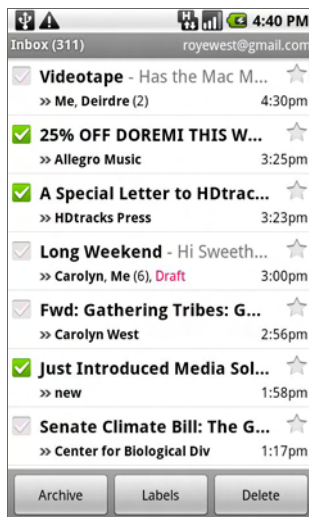 4:40 PM
Inbox (311) royewest@gmail.com
Videotape - Has the Mac M...
» Me, Deirdre (2) 4:30pm
25% OFF DOREMI THIS W...
» Allegro Music 3:25pm
A Special Letter to HDtrac...
» HDtracks Press 3:23pm
Long Weekend - Hi Sweeth...
» Carolyn, Me (6), Draft 3:00pm
Fwd: Gathering Tribes: G...
» Carolyn West 2:56pm
Just Introduced Media Sol...
» new 1:58pm
Senate Climate Bill: The G...
» Center for Biological Div 1:17pm
Archive Labels Delete